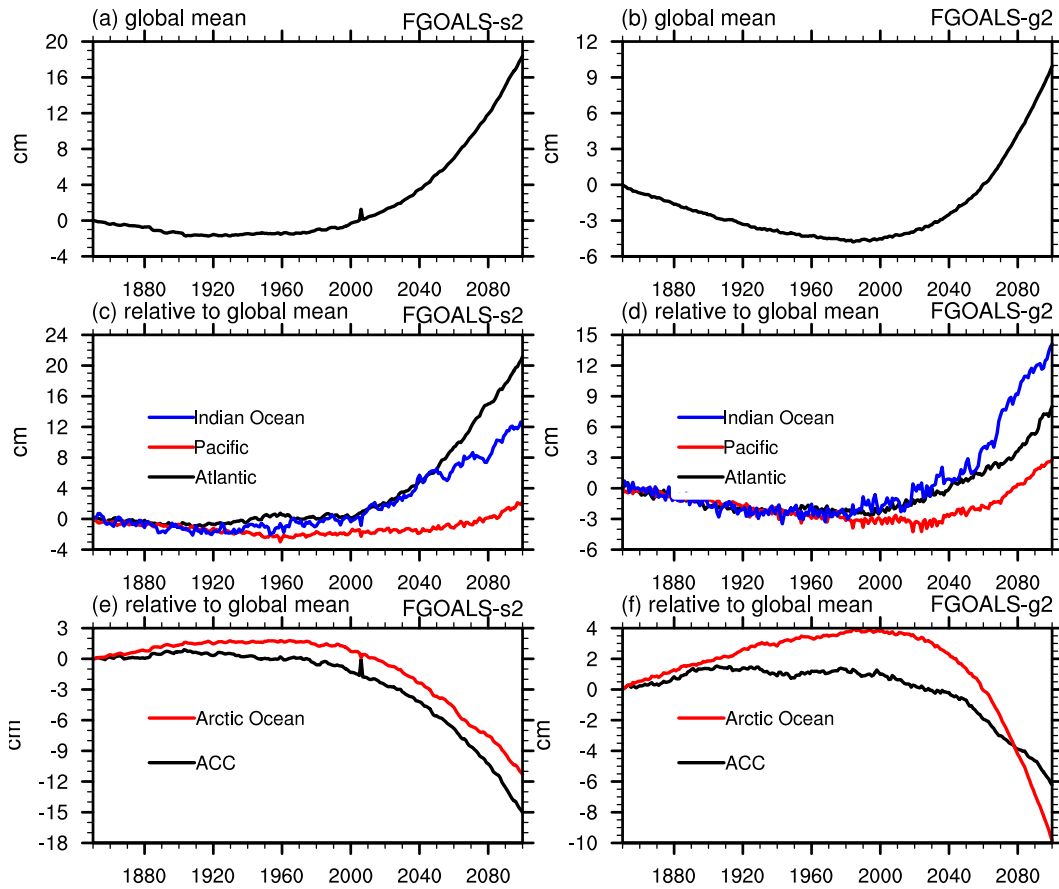 (a) global mean FGOALS-s2
20
16
12
8
4
0
-4
cm
1880 1920 1960 2000 2040 2080
(b) global mean FGOALS-g2
12
9
6
3
0
-3
-6
cm
1880 1920 1960 2000 2040 2080
(c) relative to global mean FGOALS-s2
24
20
16
12
8
4
0
-4
cm
Indian Ocean
Pacific
Atlantic
1880 1920 1960 2000 2040 2080
(d) relative to global mean FGOALS-g2
15
12
9
6
3
0
-3
-6
cm
Indian Ocean
Pacific
Atlantic
1880 1920 1960 2000 2040 2080
(e) relative to global mean FGOALS-s2
3
0
-3
-6
-9
-12
-15
-18
cm
Arctic Ocean
ACC
1880 1920 1960 2000 2040 2080
(f) relative to global mean FGOALS-g2
4
2
0
-2
-4
-6
-8
-10
cm
Arctic Ocean
ACC
1880 1920 1960 2000 2040 2080